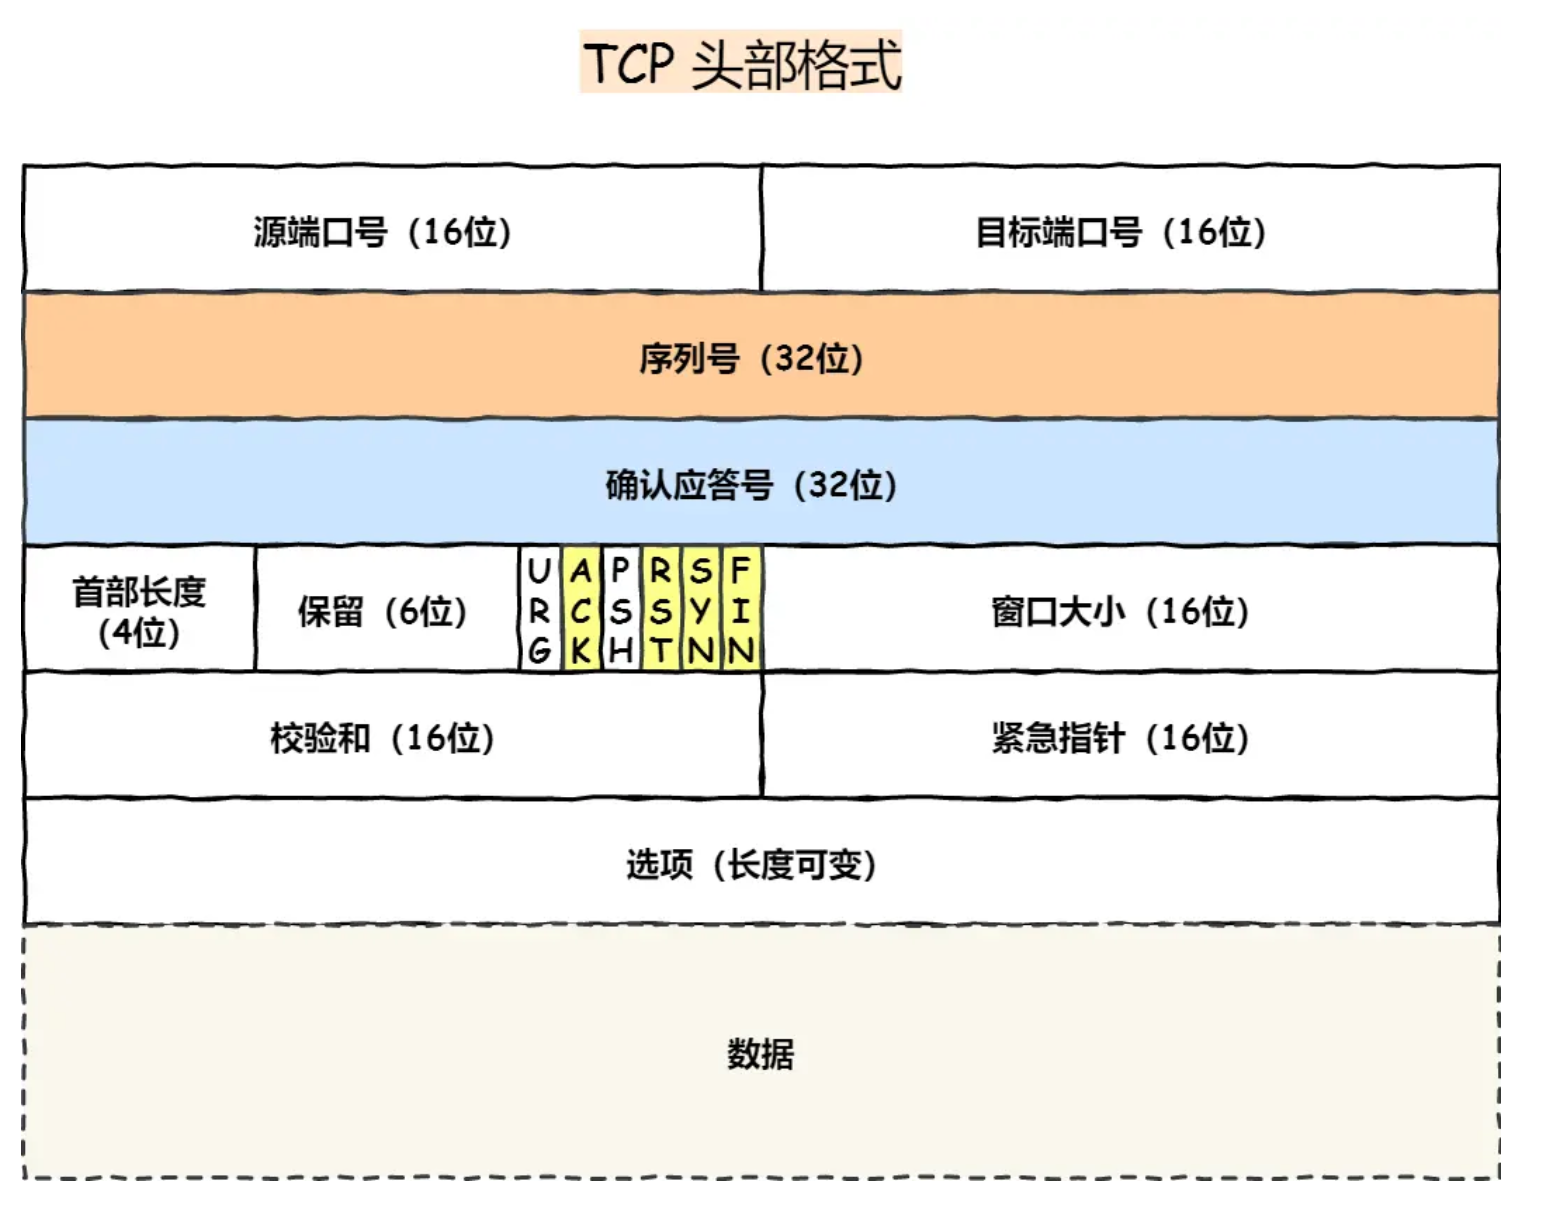 TCP 头部格式
源端口号（16位） 目标端口号（16位）
序列号（32位）
确认应答号（32位）
首部长度
（4位）
保留（6位）
URG
ACK
PSH
RST
SYN
FIN
窗口大小（16位）
校验和（16位） 紧急指针（16位）
选项（长度可变）
数据